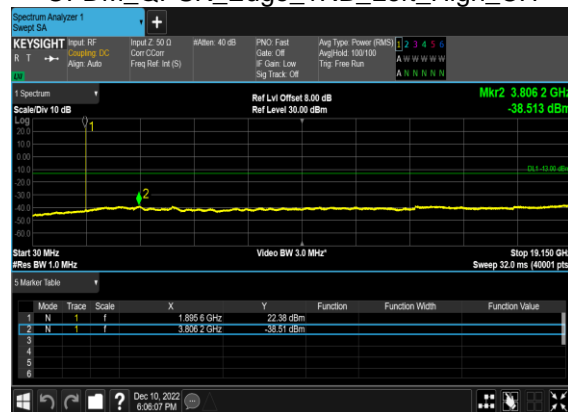 Spectrum Analyzer 1
Swept SA
+
KEYSIGHT Input: RF Input Z: 50 Ω #Atten: 40 dB PNO: Fast Avg Type: Power (RMS) 1 2 3 4 5 6
R T Coupling: DC Corr CCorr Gate: Off Avg|Hold: 100/100 A W W W W W
Align: Auto Freq Ref: Int (S) IF Gain: Low Trig: Free Run
Sig Track: Off A N N N N N
LU
1 Spectrum Ref Lvl Offset 8.00 dB Mkr2 3.806 2 GHz
Scale/Div 10 dB Ref Level 30.00 dBm -38.513 dBm
Log
20.0
10.0
0.00
-10.0
DL1 -13.00 dBm
-20.0
-30.0
-40.0
-50.0
-60.0
1
2
Start 30 MHz Video BW 3.0 MHz* Stop 19.150 GHz
#Res BW 1.0 MHz Sweep 32.0 ms (40001 pts)
5 Marker Table
Mode Trace Scale X Y Function Function Width Function Value
1 N 1 f 1.895 6 GHz 22.38 dBm
2 N 1 f 3.806 2 GHz -38.51 dBm
3
4
5
6
? Dec 10, 2022
6:06:07 PM